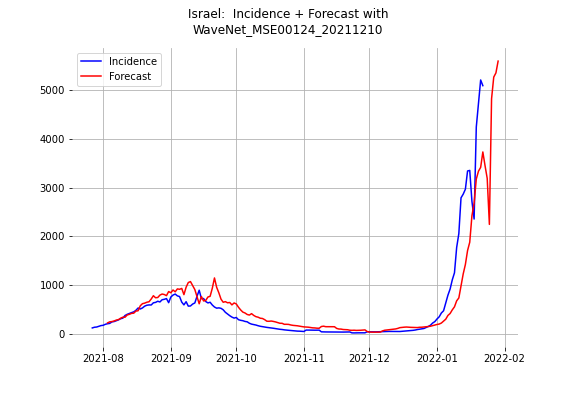 Israel:  Incidence + Forecast with
WaveNet_MSE00124_20211210
Incidence
Forecast
5000
4000
3000
2000
1000
0
2021-08 2021-09 2021-10 2021-11 2021-12 2022-01 2022-02